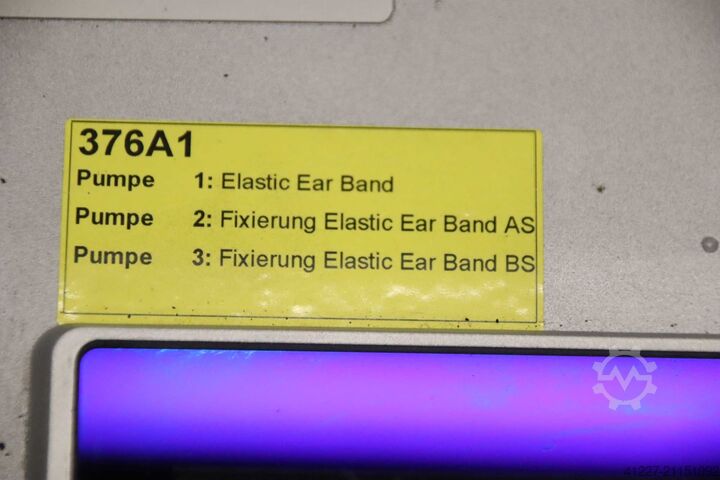 376A1
Pumpe 1: Elastic Ear Band
Pumpe 2: Fixierung Elastic Ear Band AS
Pumpe 3: Fixierung Elastic Ear Band BS